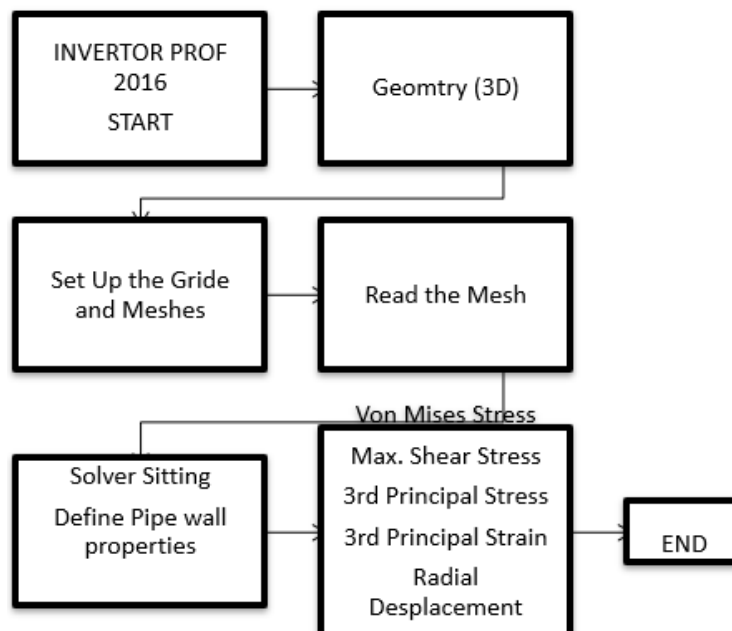 INVERTOR PROF
2016
START
Geomtry (3D)
Set Up the Gride
and Meshes
Read the Mesh
Solver Sitting
Define Pipe wall
properties
Von Mises Stress
Max. Shear Stress
3rd Principal Stress
3rd Principal Strain
Radial
Desplacement
END